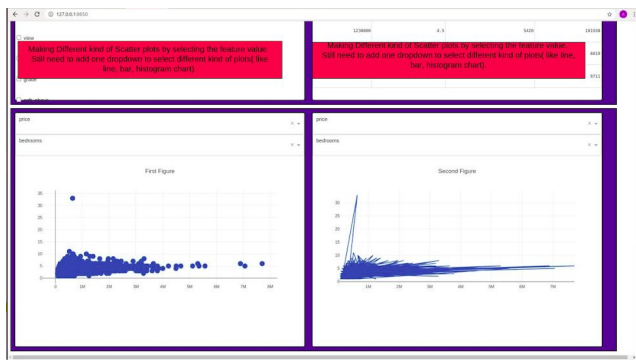 127.0.0.1:8050
view
1230000 4.5 5420 101930
Making Different kind of Scatter plots by selecting the feature value.
Still need to add one dropdown to select different kind of plots( like
line, bar, histogram chart)
grade
Making Different kind of Scatter plots by selecting the feature value.
Still need to add one dropdown to select different kind of plots( like line,
bar, histogram chart).
6819
9711
price
bedrooms
First Figure
35
30
25
20
15
10
5
0
0 1M 2M 3M 4M 5M 6M 7M 8M
price
bedrooms
Second Figure
30
25
20
15
10
5
0
1M 2M 3M 4M 5M 6M 7M